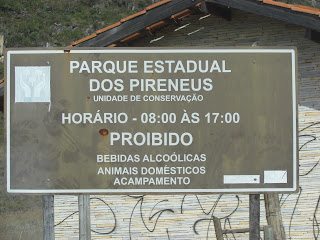 PARQUE ESTADUAL
DOS PIRENEUS
UNIDADE DE CONSERVAÇÃO
HORÁRIO - 08:00 ÀS 17:00
PROIBIDO
BEBIDAS ALCOÓLICAS
ANIMAIS DOMÉSTICOS
ACAMPAMENTO